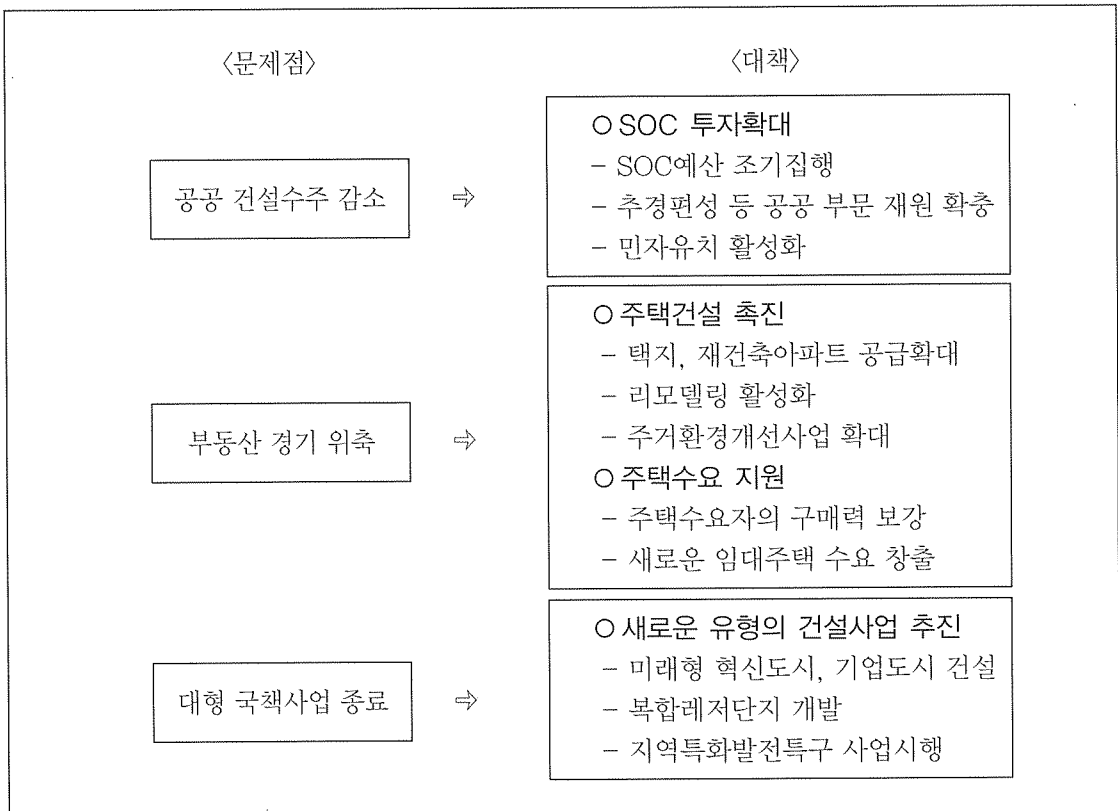 〈문제점〉 〈대책〉
공공 건설수주 감소 ⇨
○ SOC 투자확대
- SOC예산 조기집행
- 추경편성 등 공공 부문 재원 확충
- 민자유치 활성화
부동산 경기 위축 ⇨
○ 주택건설 촉진
- 택지, 재건축아파트 공급확대
- 리모델링 활성화
- 주거환경개선사업 확대
○ 주택수요 지원
- 주택수요자의 구매력 보강
- 새로운 임대주택 수요 창출
대형 국책사업 종료 ⇨
○ 새로운 유형의 건설사업 추진
- 미래형 혁신도시, 기업도시 건설
- 복합레저단지 개발
- 지역특화발전특구 사업시행